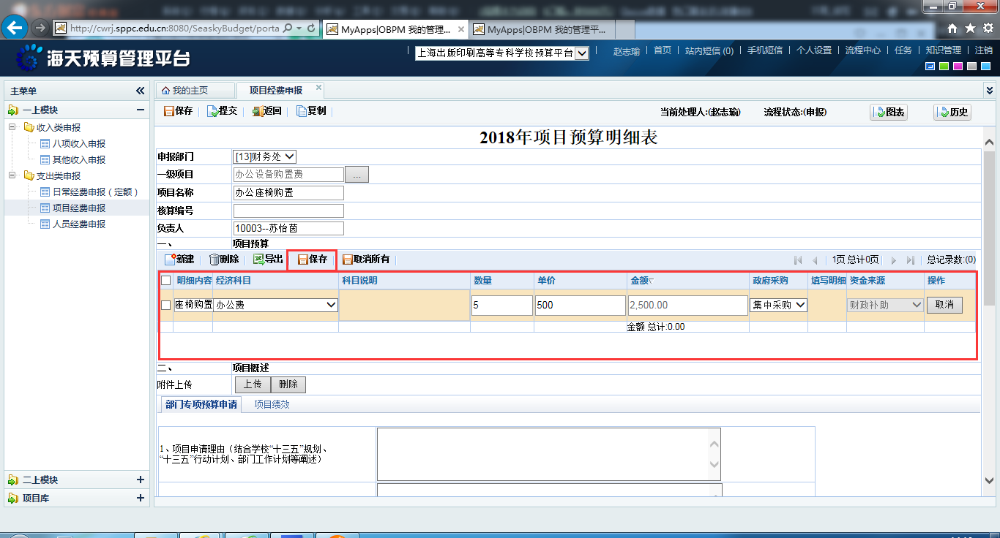 http://cwrj.sppc.edu.cn:8080/SeaskyBudget/porta
MyApps|OBPM 我的管理...
MyApps|OBPM 我的管理平...
海天预算管理平台
上海出版印刷高等专科学校预算平台
赵志瑜 首页 站内短信 (0) 手机短信 个人设置 流程中心 任务 知识管理 注销
主菜单
一上模块
收入类申报
八项收入申报
其他收入申报
支出类申报
日常经费申报（定额）
项目经费申报
人员经费申报
二上模块
项目库
我的主页 项目经费申报
保存 提交 返回 复制 当前处理人:(赵志瑜) 流程状态:(申报) 图表 历史
2018年项目预算明细表
申报部门 [13]财务处
一级项目 办公设备购置费 ...
项目名称 办公座椅购置
核算编号
负责人 10003--苏怡茵
一、 项目预算
新建 删除 导出 保存 取消所有 1页 总计0页 总记录数:(0)
明细内容 经济科目 科目说明 数量 单价 金额 政府采购 填写明细 资金来源 操作
座椅购置 办公费 5 500 2,500.00 集中采购 财政补助 取消
金额 总计:0.00
二、 项目概述
附件上传 上传 删除
部门专项预算申请 项目绩效
1、项目申请理由（结合学校“十三五”规划、
“十三五”行动计划、部门工作计划等阐述）